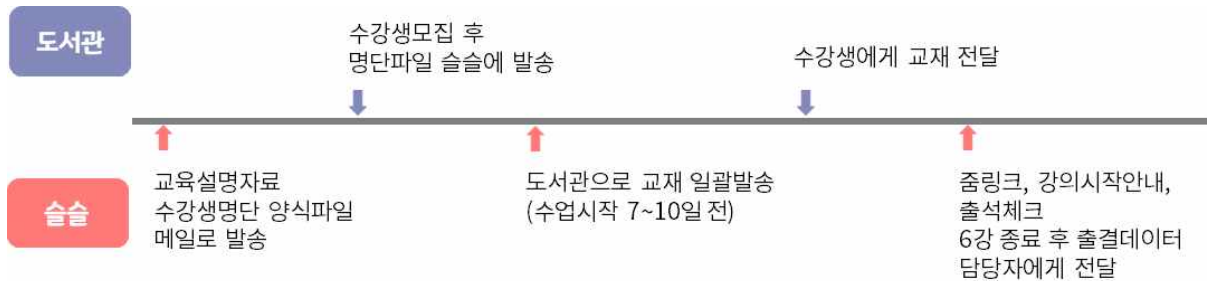 도서관
수강생모집 후
명단파일 슬슬에 발송
수강생에게 교재 전달
슬슬
교육설명자료
수강생명단 양식파일
메일로 발송
도서관으로 교재 일괄발송
(수업시작 7~10일 전)
줌링크, 강의시작안내,
출석체크
6강 종료 후 출결데이터
담당자에게 전달